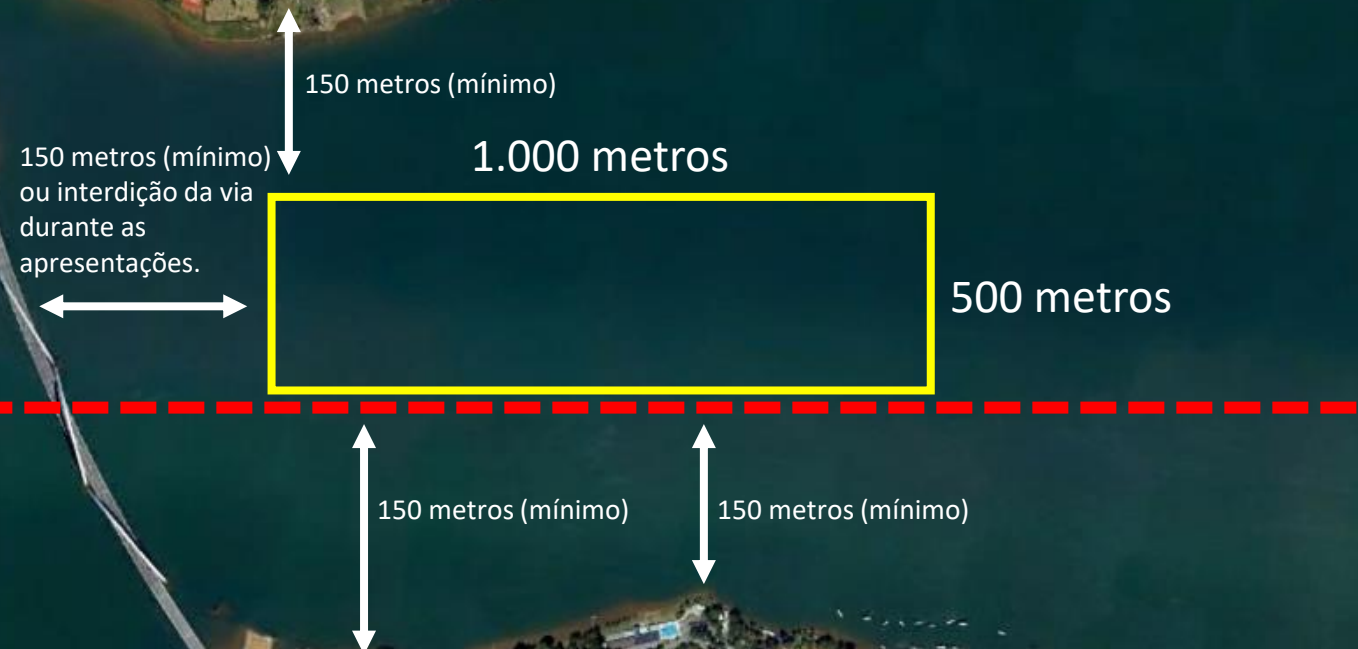 150 metros (mínimo)
1.000 metros
150 metros (mínimo)
ou interdição da via
durante as
apresentações.
500 metros
150 metros (mínimo)
150 metros (mínimo)